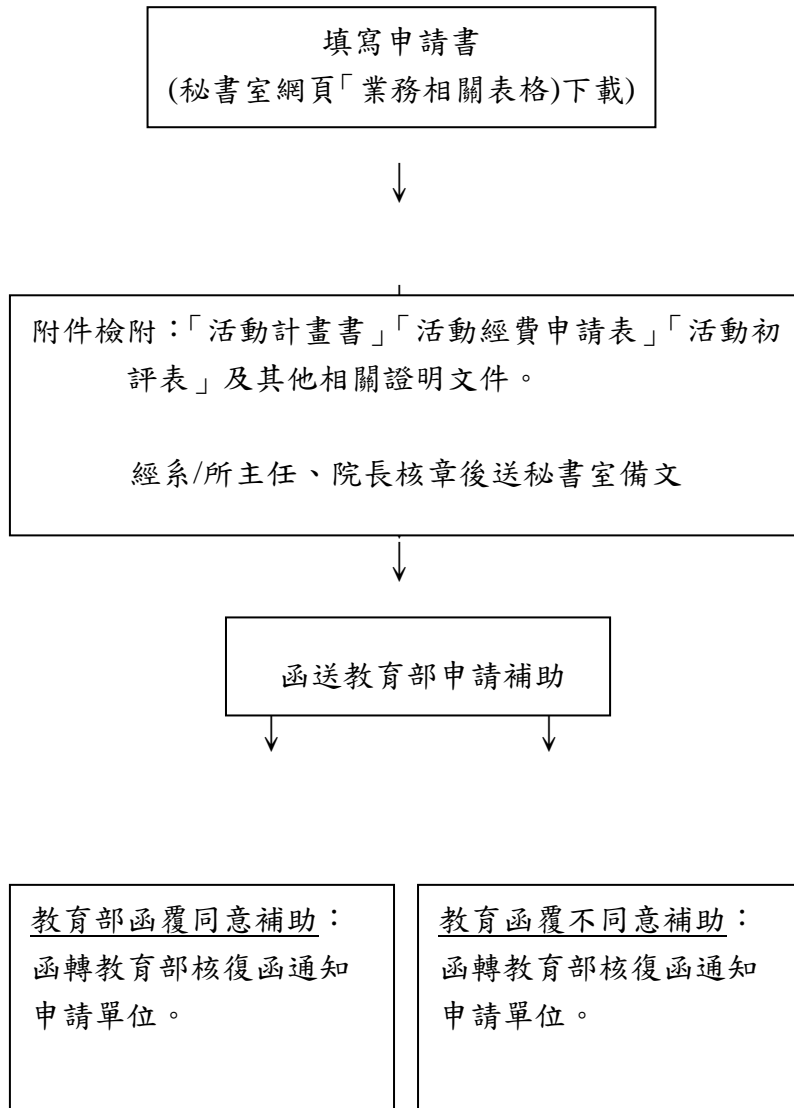 填寫申請書
(秘書室網頁「業務相關表格)下載)
附件檢附：「活動計畫書」「活動經費申請表」「活動初
評表」及其他相關證明文件。
經系/所主任、院長核章後送秘書室備文
函送教育部申請補助
教育部函覆同意補助：
函轉教育部核復函通知
申請單位。
教育函覆不同意補助：
函轉教育部核復函通知
申請單位。